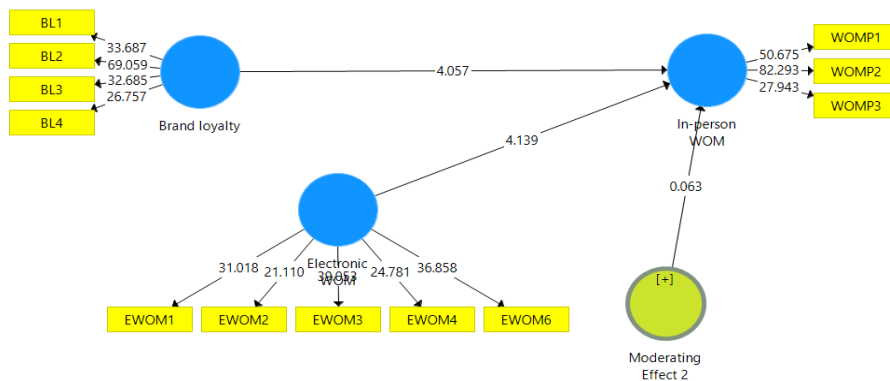 BL1
BL2
BL3
BL4
33.687
69.059
32.685
26.757
Brand loyalty
4.057
In-person
WOM
50.675
82.293
27.943
WOMP1
WOMP2
WOMP3
4.139
0.063
Electronic
WOM
31.018
21.110
39.053
24.781
36.858
EWOM1
EWOM2
EWOM3
EWOM4
EWOM6
[+]
Moderating
Effect 2